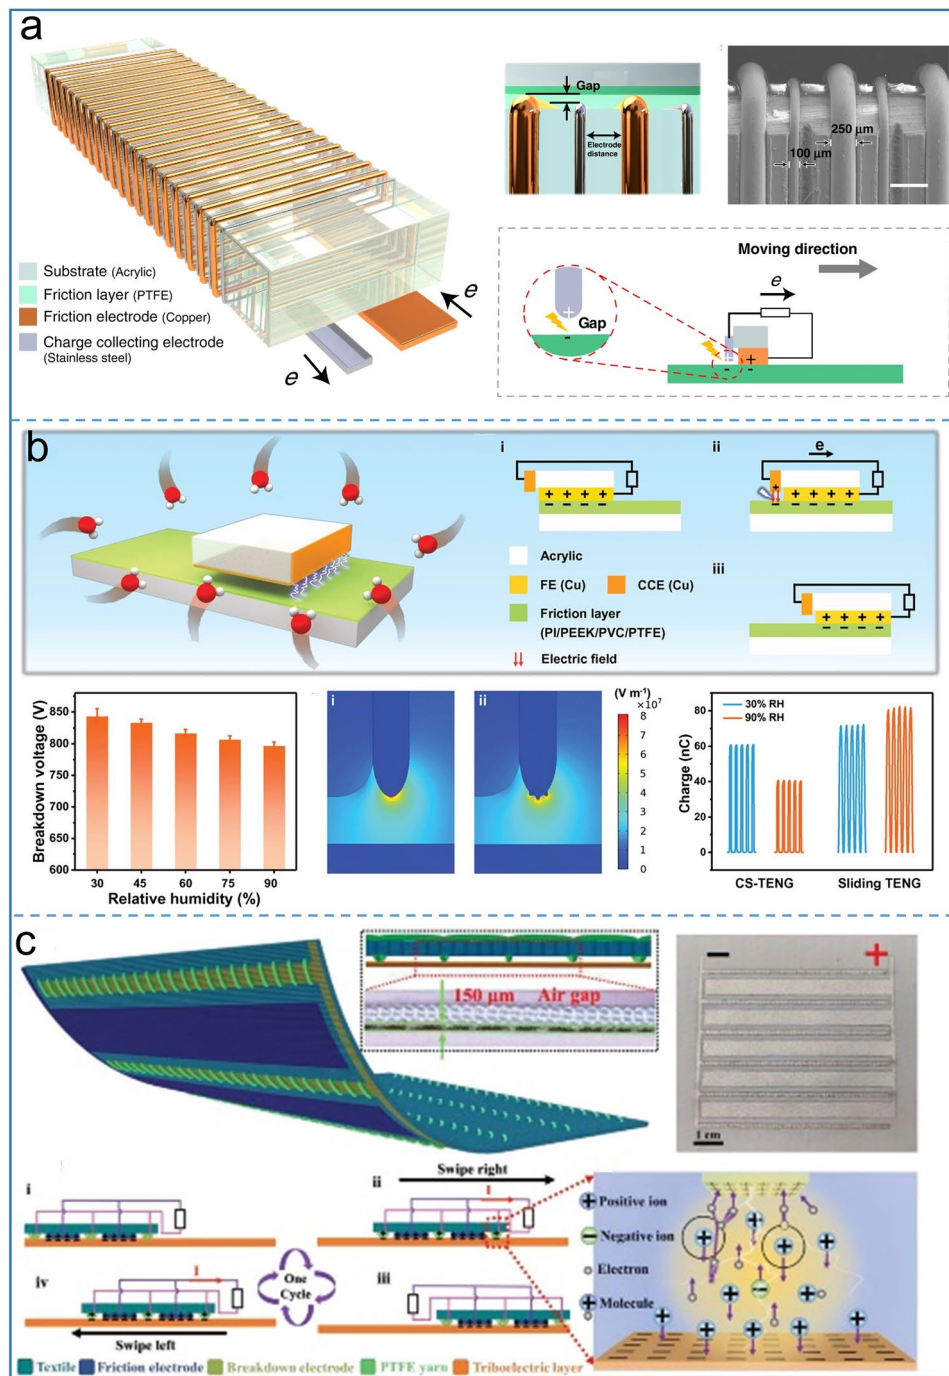 a
Gap
Electrode
distance
250 μm
100 μm
Substrate (Acrylic)
Friction layer (PTFE)
Friction electrode (Copper)
Charge collecting electrode
(Stainless steel)
e
e
Moving direction
e
Gap
+
-
+
- -
b
i
ii
e
+ + + +
- - - -
+
+ + + +
- - - -
Acrylic
FE (Cu)
CCE (Cu)
Friction layer
(PI/PEEK/PVC/PTFE)
Electric field
iii
+ + + +
- - - -
Breakdown voltage (V)
850
800
750
700
650
600
30
45
60
75
90
Relative humidity (%)
i
ii
(V m⁻¹)
×10⁷
8
7
6
5
4
3
2
1
0
Charge (nC)
80
60
40
20
0
30% RH
90% RH
CS-TENG
Sliding TENG
c
150 μm Air gap
- +
1 cm
i
ii
Swipe right
I
iv
I
One
Cycle
iii
Swipe left
Positive ion
Negative ion
Electron
Molecule
Textile
Friction electrode
Breakdown electrode
PTFE yarn
Triboelectric layer